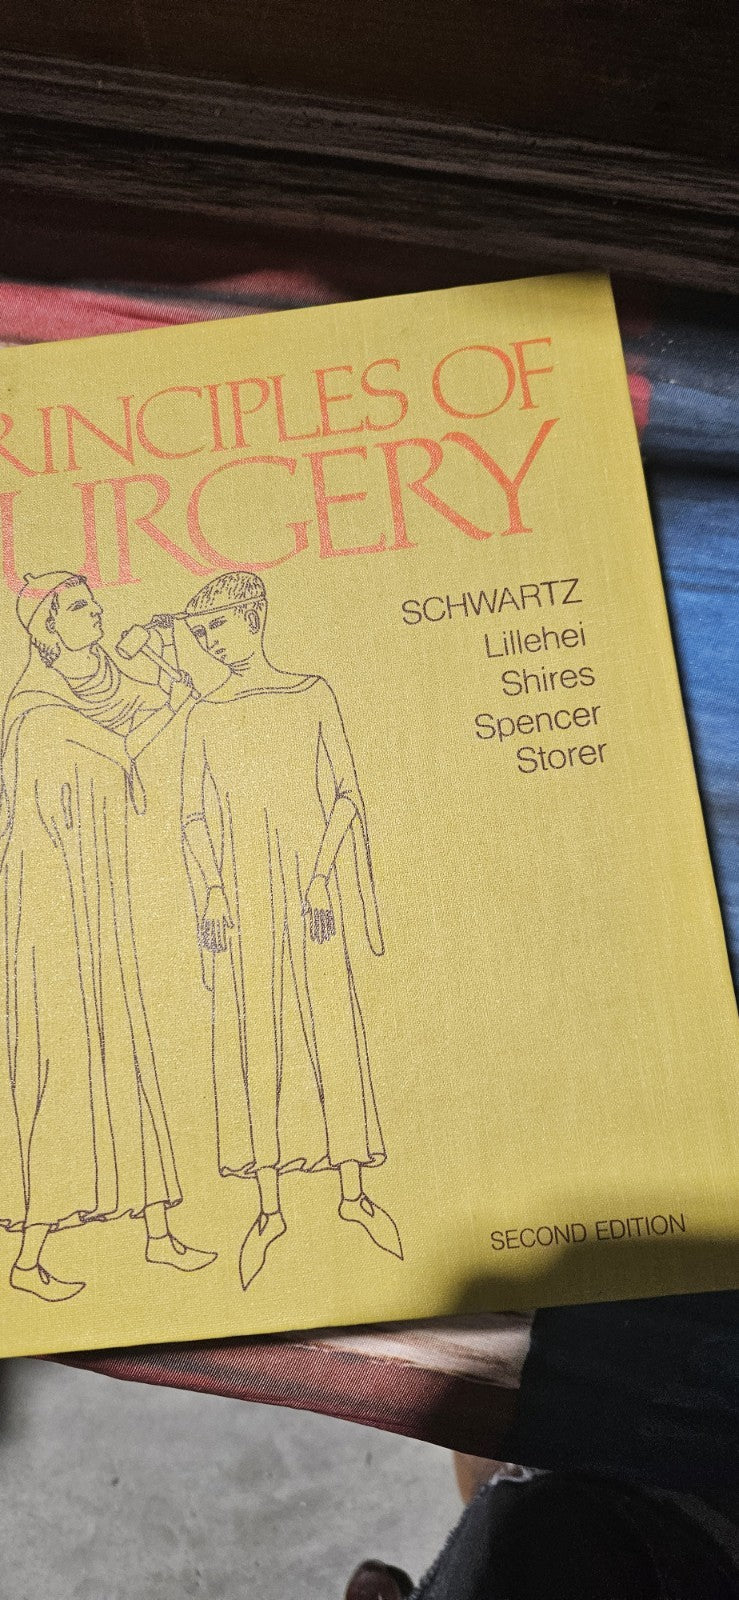 RINCIPLES OF
URGERY
SCHWARTZ
Lillehei
Shires
Spencer
Storer
SECOND EDITION